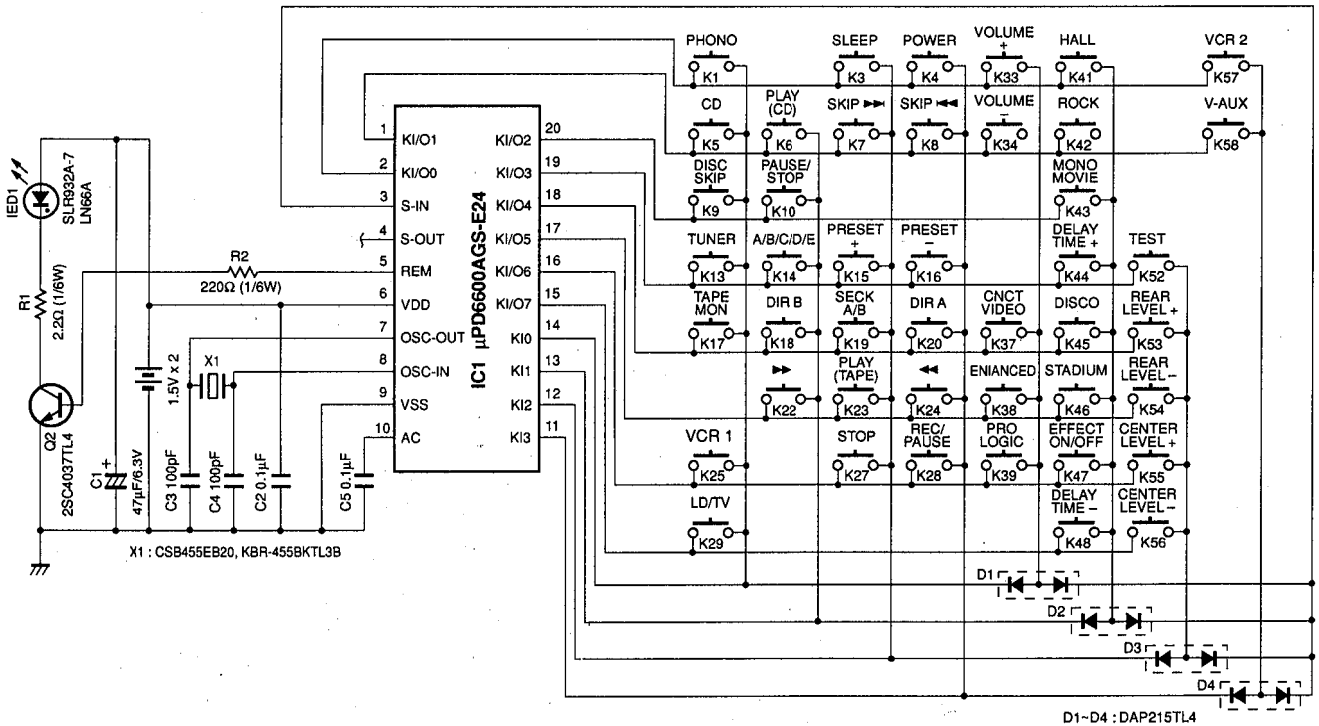 PHONO
K1
SLEEP
K3
POWER
K4
VOLUME
+
K33
HALL
K41
VCR 2
K57
CD
K5
PLAY
(CD)
K6
SKIP ▶▶|
K7
SKIP |◀◀
K8
VOLUME
−
K34
ROCK
K42
V-AUX
K58
DISC
SKIP
K9
PAUSE/
STOP
K10
MONO
MOVIE
K43
TUNER
K13
A/B/C/D/E
K14
PRESET
+
K15
PRESET
−
K16
DELAY
TIME +
K44
TEST
K52
TAPE
MON
K17
DIR B
K18
SECK
A/B
K19
DIR A
K20
CNCT
VIDEO
K37
DISCO
K45
REAR
LEVEL +
K53
▶▶
K22
PLAY
(TAPE)
K23
◀◀
K24
ENIANCED
K38
STADIUM
K46
REAR
LEVEL −
K54
VCR 1
K25
STOP
K27
REC/
PAUSE
K28
PRO
LOGIC
K39
EFFECT
ON/OFF
K47
CENTER
LEVEL +
K55
LD/TV
K29
DELAY
TIME −
K48
CENTER
LEVEL −
K56
1 KI/O1
2 KI/O0
3 S-IN
4 S-OUT
5 REM
6 VDD
7 OSC-OUT
8 OSC-IN
9 VSS
10 AC
KI/O2 20
KI/O3 19
KI/O4 18
KI/O5 17
KI/O6 16
KI/O7 15
KI0 14
KI1 13
KI2 12
KI3 11
IC1 μPD6600AGS-E24
IED1
SLR932A-7
LN66A
R1
2.2Ω (1/6W)
R2
220Ω (1/6W)
1.5V x 2
X1
Q2
2SC4037TL4
C1
+
47μF/6.3V
C3 100pF
C4 100pF
C2 0.1μF
C5 0.1μF
X1 : CSB455EB20, KBR-455BKTL3B
D1
D2
D3
D4
D1~D4 : DAP215TL4